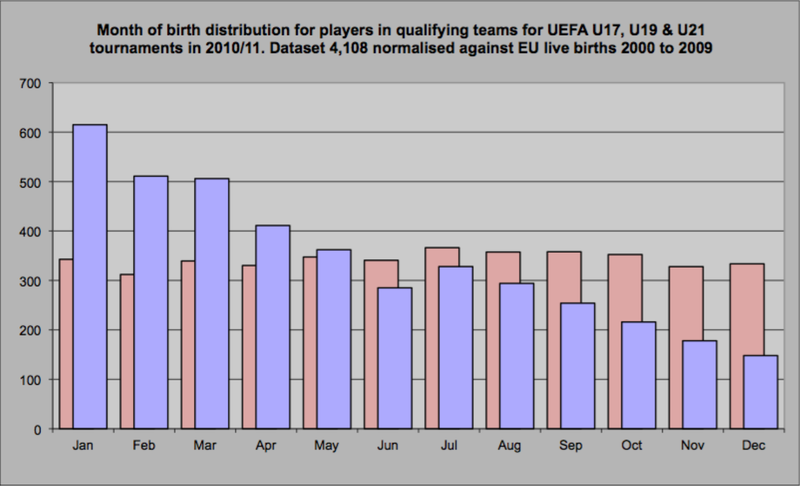 Month of birth distribution for players in qualifying teams for UEFA U17, U19 & U21
tournaments in 2010/11. Dataset 4,108 normalised against EU live births 2000 to 2009
700
600
500
400
300
200
100
0
Jan Feb Mar Apr May Jun Jul Aug Sep Oct Nov Dec